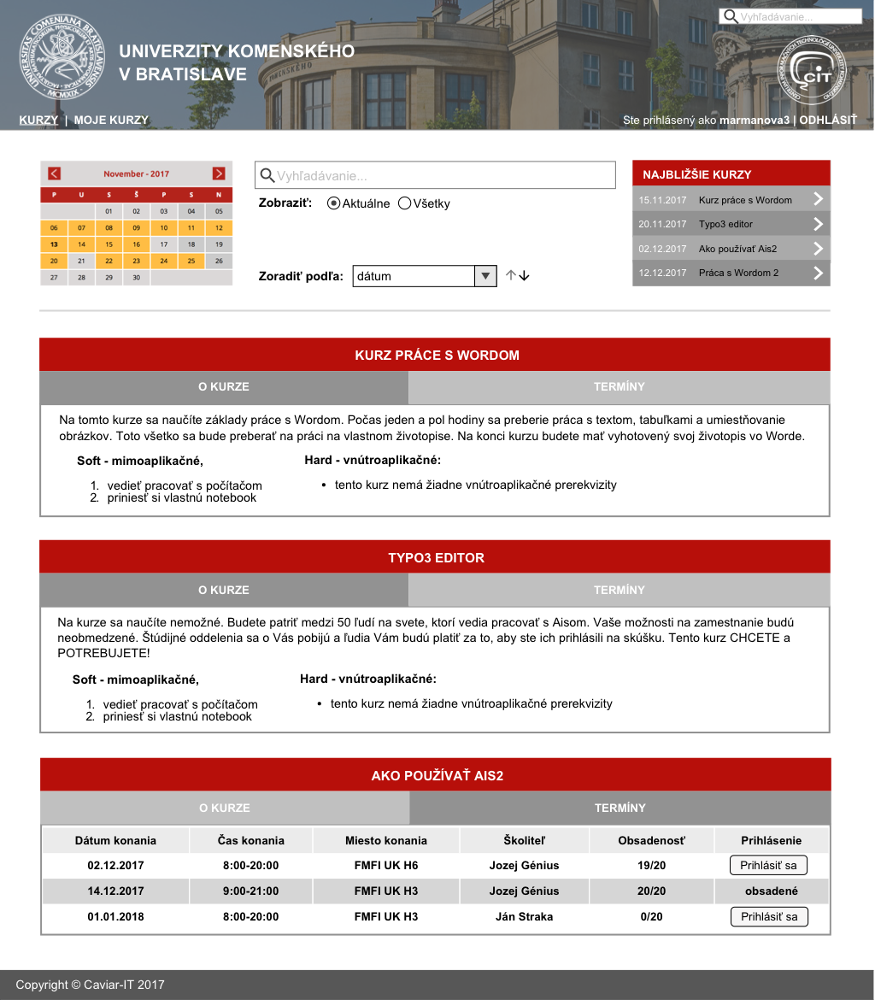 Vyhľadávanie...
UNIVERZITY KOMENSKÉHO
V BRATISLAVE
CIT
KURZY | MOJE KURZY
Ste prihlásený ako marmanova3 | ODHLÁSIŤ
November - 2017
P U S Š P S N
01 02 03 04 05
06 07 08 09 10 11 12
13 14 15 16 17 18 19
20 21 22 23 24 25 26
27 28 29 30
Vyhľadávanie...
Zobraziť: Aktuálne Všetky
Zoradiť podľa: dátum
NAJBLIŽŠIE KURZY
15.11.2017 Kurz práce s Wordom
20.11.2017 Typo3 editor
02.12.2017 Ako používať Ais2
12.12.2017 Práca s Wordom 2
KURZ PRÁCE S WORDOM
O KURZE TERMÍNY
Na tomto kurze sa naučíte základy práce s Wordom. Počas jeden a pol hodiny sa preberie práca s textom, tabuľkami a umiestňovanie
obrázkov. Toto všetko sa bude preberať na práci na vlastnom životopise. Na konci kurzu budete mať vyhotovený svoj životopis vo Worde.
Soft - mimoaplikačné, Hard - vnútroaplikačné:
1. vedieť pracovať s počítačom • tento kurz nemá žiadne vnútroaplikačné prerekvizity
2. priniesť si vlastnú notebook
TYPO3 EDITOR
O KURZE TERMÍNY
Na kurze sa naučíte nemožné. Budete patriť medzi 50 ľudí na svete, ktorí vedia pracovať s Aisom. Vaše možnosti na zamestnanie budú
neobmedzené. Štúdijné oddelenia sa o Vás pobijú a ľudia Vám budú platiť za to, aby ste ich prihlásili na skúšku. Tento kurz CHCETE a
POTREBUJETE!
Soft - mimoaplikačné, Hard - vnútroaplikačné:
1. vedieť pracovať s počítačom • tento kurz nemá žiadne vnútroaplikačné prerekvizity
2. priniesť si vlastnú notebook
AKO POUŽÍVAŤ AIS2
O KURZE TERMÍNY
Dátum konania Čas konania Miesto konania Školiteľ Obsadenosť Prihlásenie
02.12.2017 8:00-20:00 FMFI UK H6 Jozej Génius 19/20 Prihlásiť sa
14.12.2017 9:00-21:00 FMFI UK H3 Jozej Génius 20/20 obsadené
01.01.2018 8:00-20:00 FMFI UK H3 Ján Straka 0/20 Prihlásiť sa
Copyright © Caviar-IT 2017